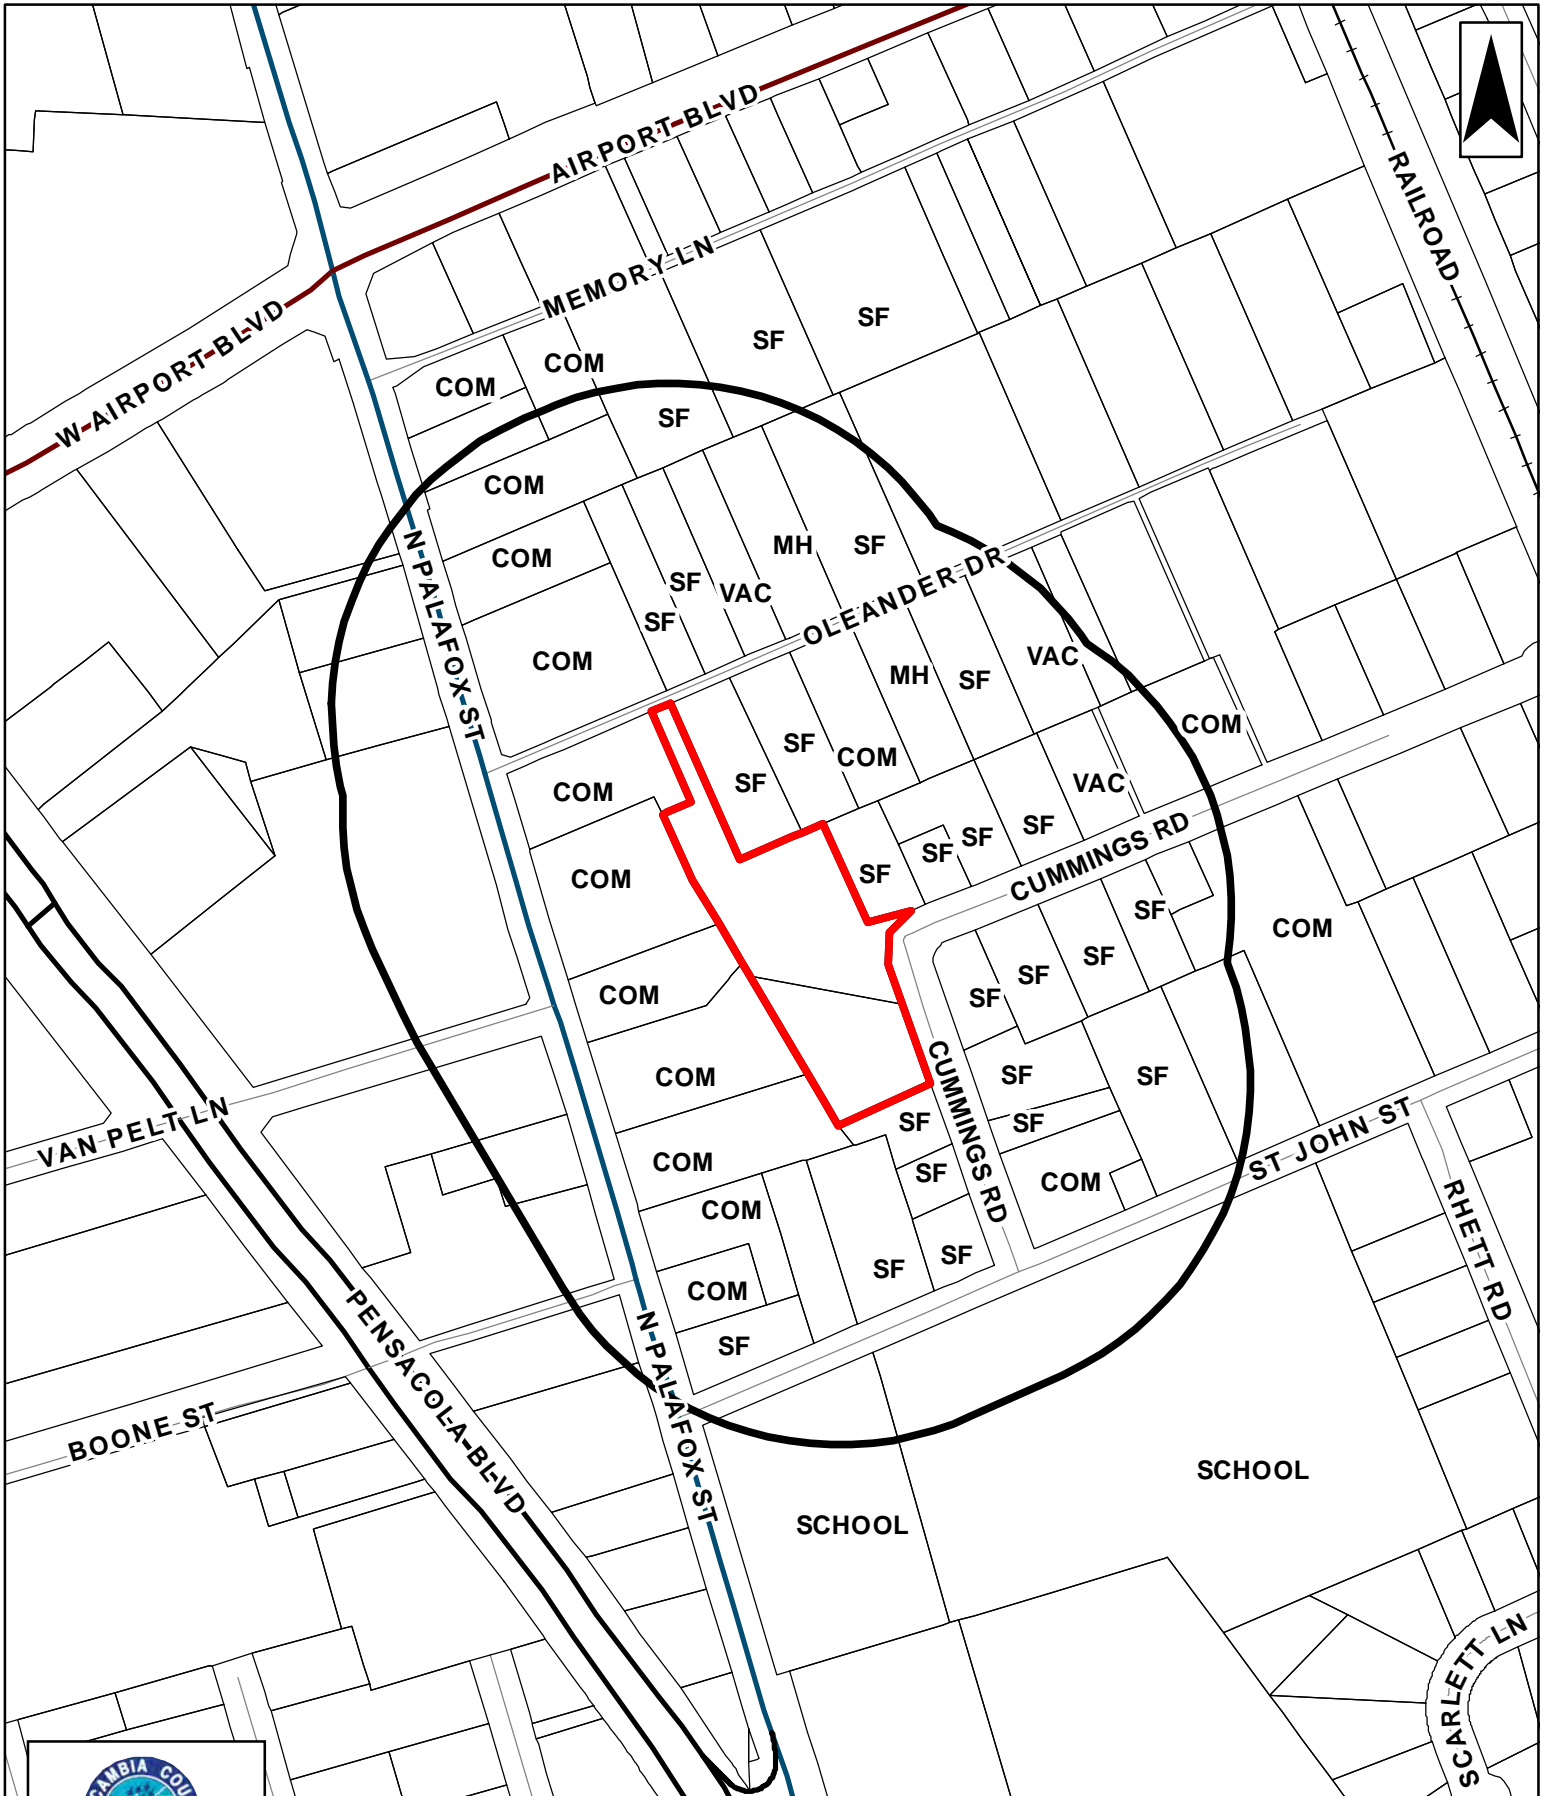 AIRPORT BLVD
RAILROAD
MEMORY LN
W AIRPORT BLVD
SF
SF
COM
COM
SF
COM
N PALAFOX ST
COM
MH
SF
OLEANDER DR
SF
VAC
SF
COM
VAC
MH
SF
COM
SF
COM
SF
COM
VAC
SF
SF
SF
CUMMINGS RD
COM
SF
SF
COM
SF
SF
SF
COM
CUMMINGS RD
COM
SF
SF
VAN PELT LN
SF
SF
ST JOHN ST
COM
SF
COM
COM
RHETT RD
SF
SF
COM
PENSACOLA BLVD
N PALAFOX ST
SF
BOONE ST
SCHOOL
SCHOOL
SCARLETT LN
CAMBIA COU